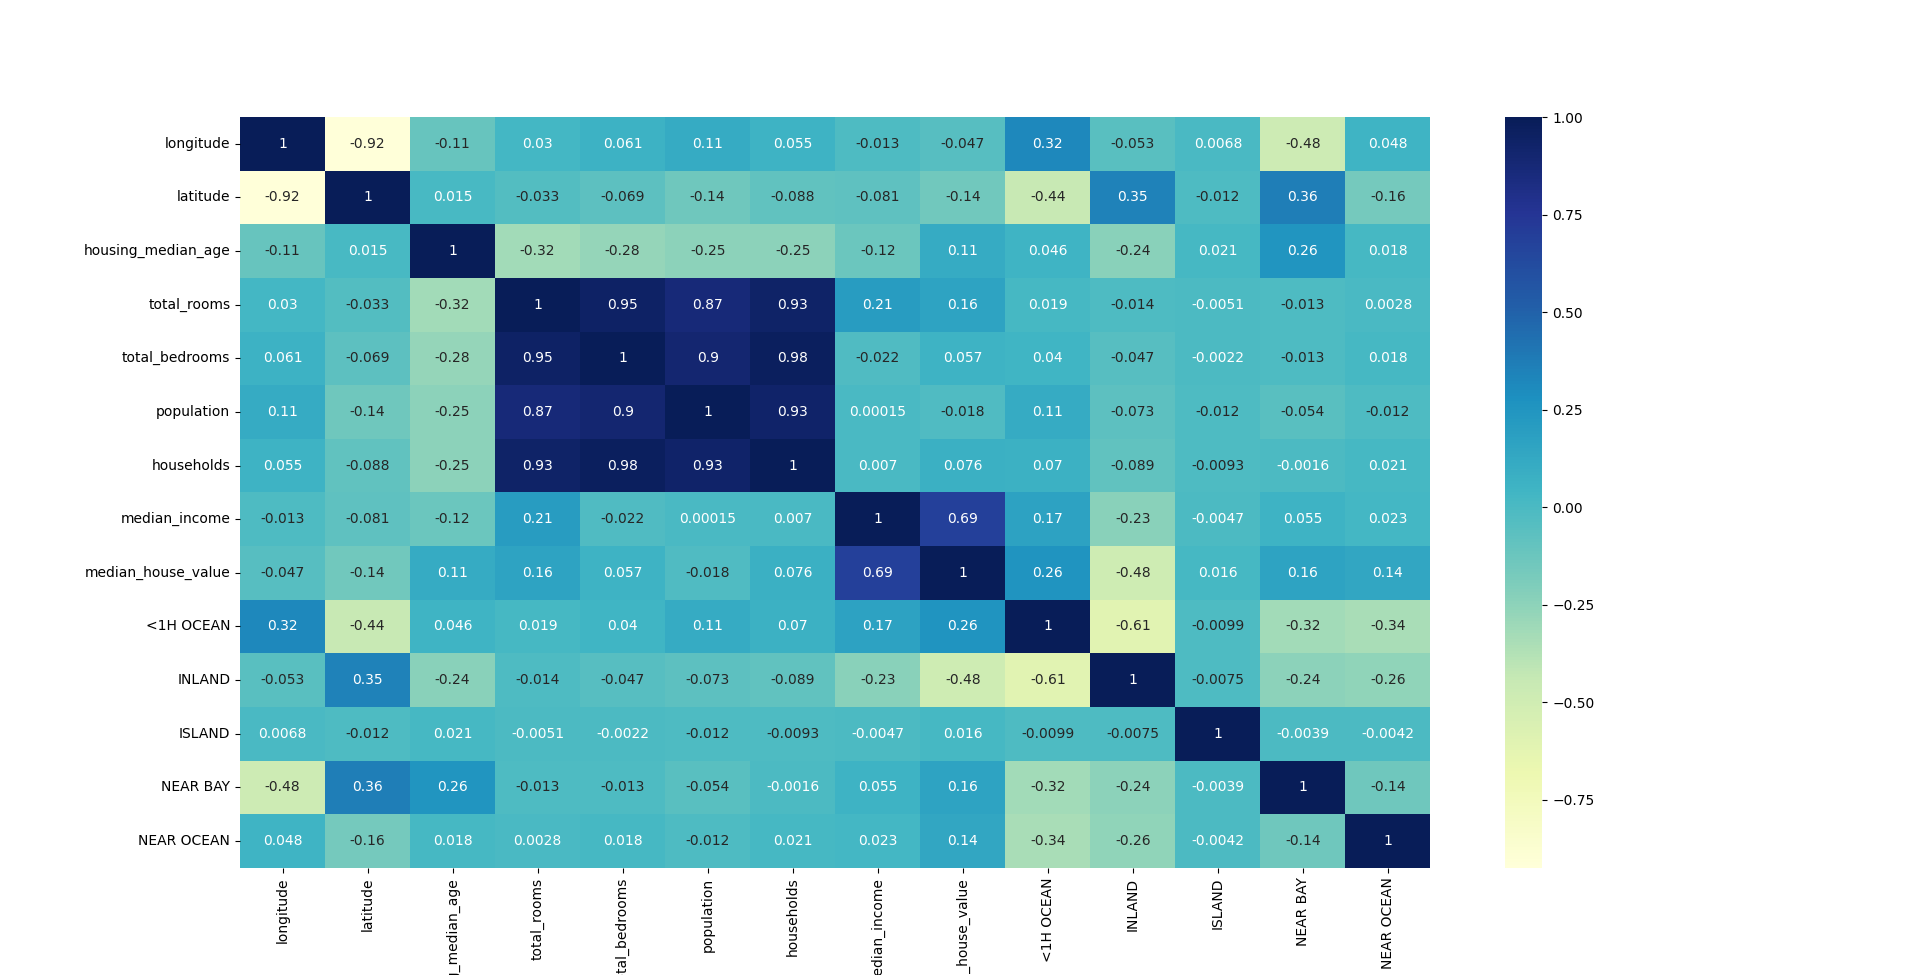 longitude 1 -0.92 -0.11 0.03 0.061 0.11 0.055 -0.013 -0.047 0.32 -0.053 0.0068 -0.48 0.048
latitude -0.92 1 0.015 -0.033 -0.069 -0.14 -0.088 -0.081 -0.14 -0.44 0.35 -0.012 0.36 -0.16
housing_median_age -0.11 0.015 1 -0.32 -0.28 -0.25 -0.25 -0.12 0.11 0.046 -0.24 0.021 0.26 0.018
total_rooms 0.03 -0.033 -0.32 1 0.95 0.87 0.93 0.21 0.16 0.019 -0.014 -0.0051 -0.013 0.0028
total_bedrooms 0.061 -0.069 -0.28 0.95 1 0.9 0.98 -0.022 0.057 0.04 -0.047 -0.0022 -0.013 0.018
population 0.11 -0.14 -0.25 0.87 0.9 1 0.93 0.00015 -0.018 0.11 -0.073 -0.012 -0.054 -0.012
households 0.055 -0.088 -0.25 0.93 0.98 0.93 1 0.007 0.076 0.07 -0.089 -0.0093 -0.0016 0.021
median_income -0.013 -0.081 -0.12 0.21 -0.022 0.00015 0.007 1 0.69 0.17 -0.23 -0.0047 0.055 0.023
median_house_value -0.047 -0.14 0.11 0.16 0.057 -0.018 0.076 0.69 1 0.26 -0.48 0.016 0.16 0.14
<1H OCEAN 0.32 -0.44 0.046 0.019 0.04 0.11 0.07 0.17 0.26 1 -0.61 -0.0099 -0.32 -0.34
INLAND -0.053 0.35 -0.24 -0.014 -0.047 -0.073 -0.089 -0.23 -0.48 -0.61 1 -0.0075 -0.24 -0.26
ISLAND 0.0068 -0.012 0.021 -0.0051 -0.0022 -0.012 -0.0093 -0.0047 0.016 -0.0099 -0.0075 1 -0.0039 -0.0042
NEAR BAY -0.48 0.36 0.26 -0.013 -0.013 -0.054 -0.0016 0.055 0.16 -0.32 -0.24 -0.0039 1 -0.14
NEAR OCEAN 0.048 -0.16 0.018 0.0028 0.018 -0.012 0.021 0.023 0.14 -0.34 -0.26 -0.0042 -0.14 1
longitude
latitude
g_median_age
total_rooms
tal_bedrooms
population
households
edian_income
_house_value
<1H OCEAN
INLAND
ISLAND
NEAR BAY
NEAR OCEAN
1.00
0.75
0.50
0.25
0.00
−0.25
−0.50
−0.75